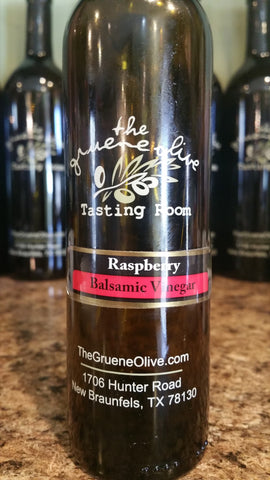 the
gruene olive
Tasting Room
Raspberry
Balsamic Vinegar
TheGrueneOlive.com
1706 Hunter Road
New Braunfels, TX 78130